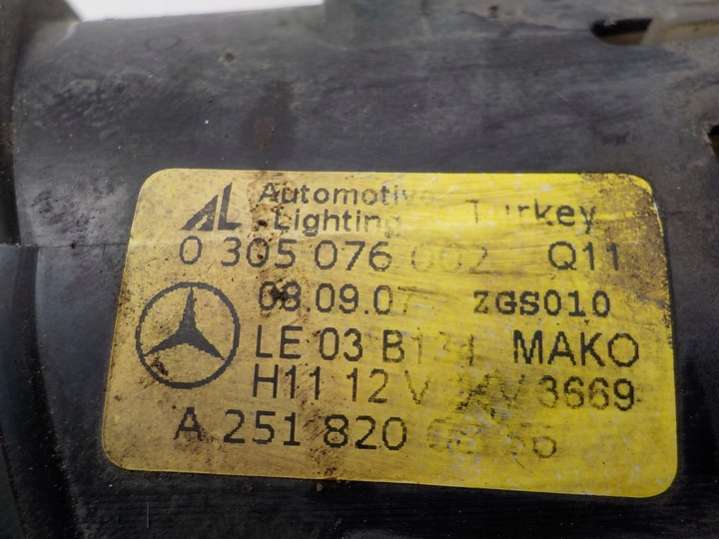 AL Automotive Lighting Turkey
0 305 076 002 Q11
08.09.07 ZGS010
LE 03 MAKO
H11 12 V 3669
A 251 820